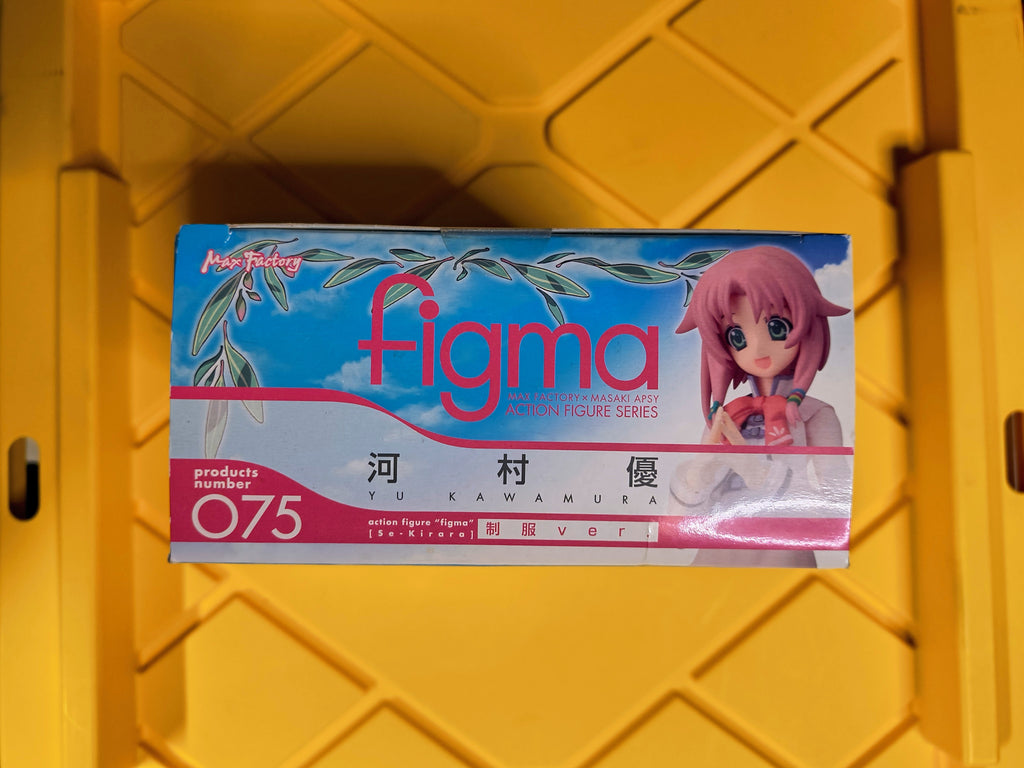 Max Factory
figma
MAX FACTORY × MASAKI APSY
ACTION FIGURE SERIES
河村優
YU KAWAMURA
products
number
075
action figure "figma"
[Se-Kirara]
制服ver.